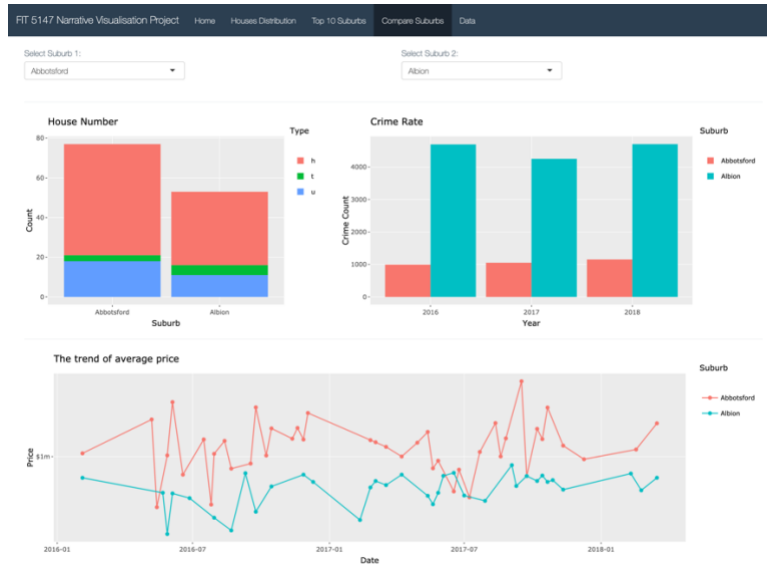 FIT 5147 Narrative Visualisation Project Home Houses Distribution Top 10 Suburbs Compare Suburbs Data
Select Suburb 1: Select Suburb 2:
Abbotsford Albion
House Number
Type
h
t
u
80
60
40
20
0
Count
Abbotsford Albion
Suburb
Crime Rate
Suburb
Abbotsford
Albion
4000
3000
2000
1000
0
Crime Count
2016 2017 2018
Year
The trend of average price
Suburb
Abbotsford
Albion
Price
$1m
2016-01 2016-07 2017-01 2017-07 2018-01
Date